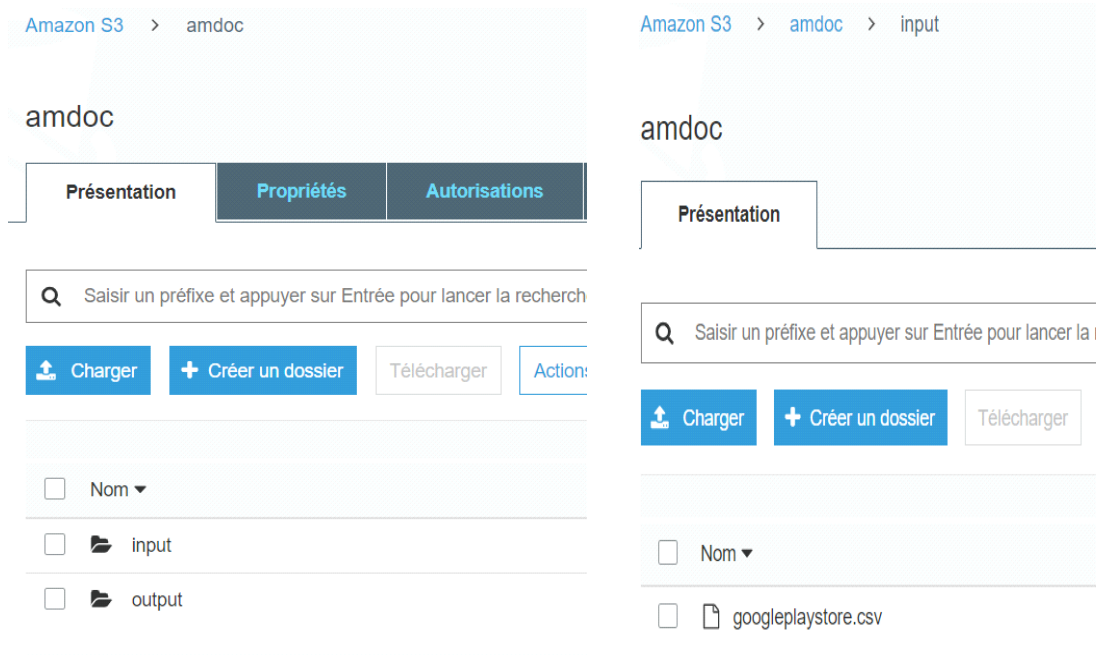 Amazon S3 > amdoc
amdoc
Présentation Propriétés Autorisations
Saisir un préfixe et appuyer sur Entrée pour lancer la recherch
Charger + Créer un dossier Télécharger Actions
Nom
input
output
Amazon S3 > amdoc > input
amdoc
Présentation
Saisir un préfixe et appuyer sur Entrée pour lancer la
Charger + Créer un dossier Télécharger
Nom
googleplaystore.csv